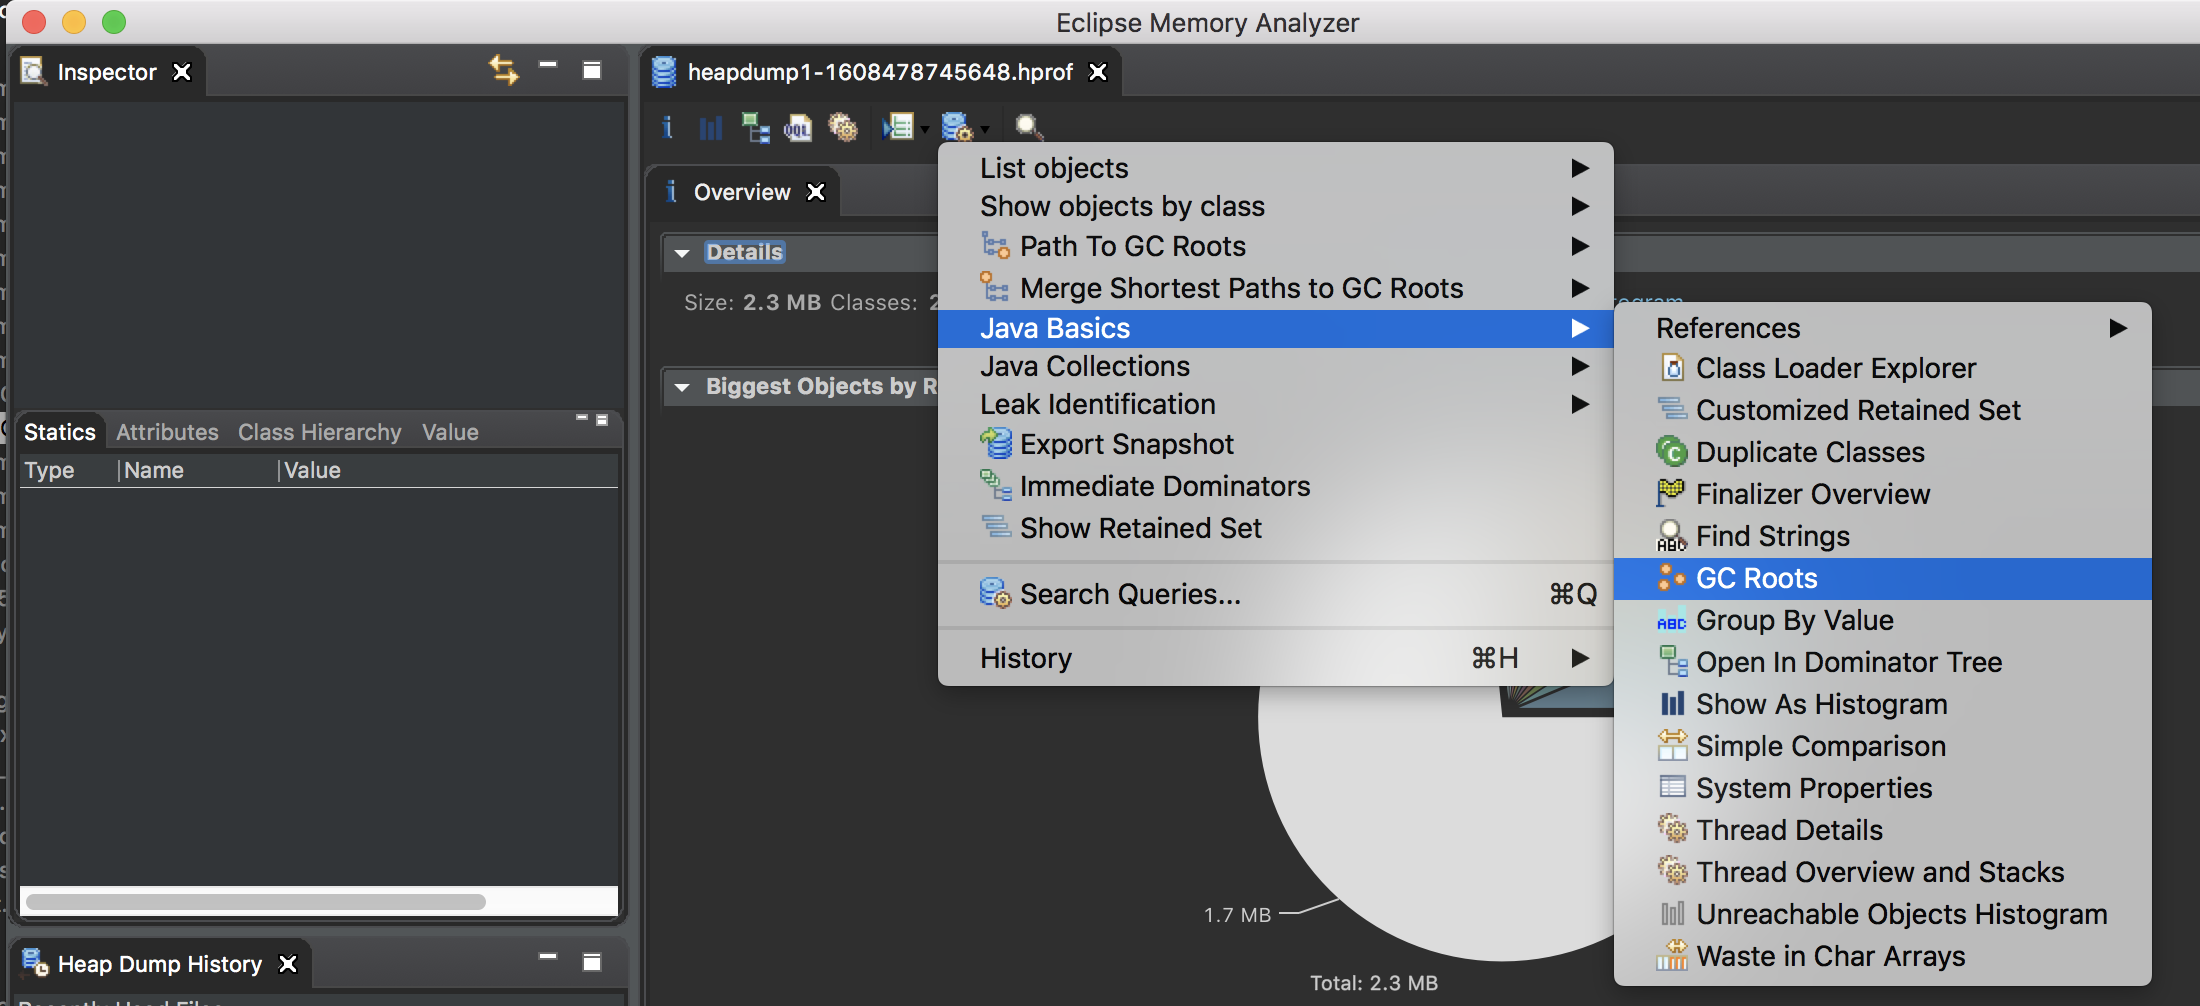 Eclipse Memory Analyzer
Inspector
heapdump1-1608478745648.hprof
OQL
Overview
Details
Size: 2.3 MB Classes:
Biggest Objects by R
List objects
Show objects by class
Path To GC Roots
Merge Shortest Paths to GC Roots
Java Basics
Java Collections
Leak Identification
Export Snapshot
Immediate Dominators
Show Retained Set
Search Queries... ⌘Q
History ⌘H
References
Class Loader Explorer
Customized Retained Set
Duplicate Classes
Finalizer Overview
Find Strings
GC Roots
Group By Value
Open In Dominator Tree
Show As Histogram
Simple Comparison
System Properties
Thread Details
Thread Overview and Stacks
Unreachable Objects Histogram
Waste in Char Arrays
Statics Attributes Class Hierarchy Value
Type Name Value
1.7 MB
Total: 2.3 MB
Heap Dump History